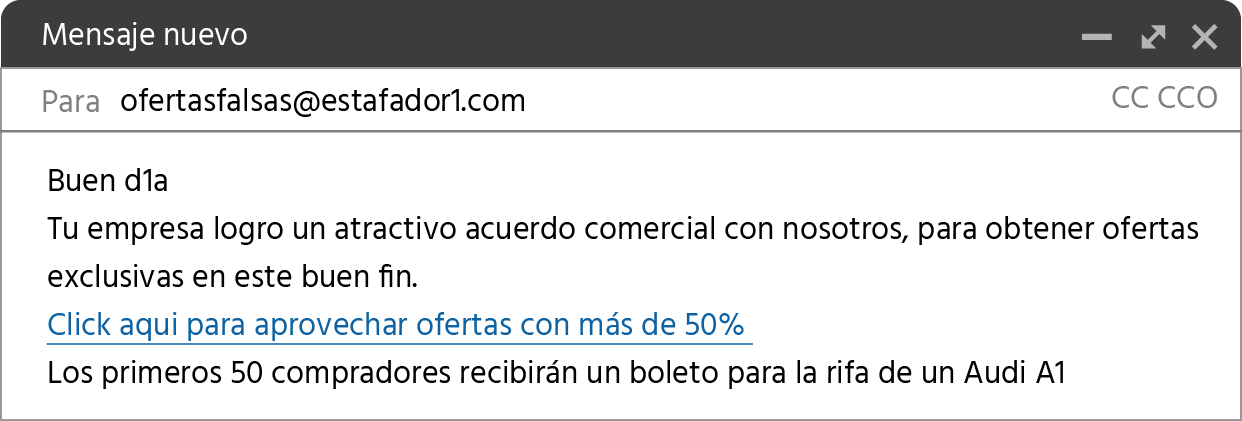 Mensaje nuevo
Para ofertasfalsas@estafador1.com CC CCO
Buen d1a
Tu empresa logro un atractivo acuerdo comercial con nosotros, para obtener ofertas
exclusivas en este buen fin.
Click aqui para aprovechar ofertas con más de 50%
Los primeros 50 compradores recibirán un boleto para la rifa de un Audi A1